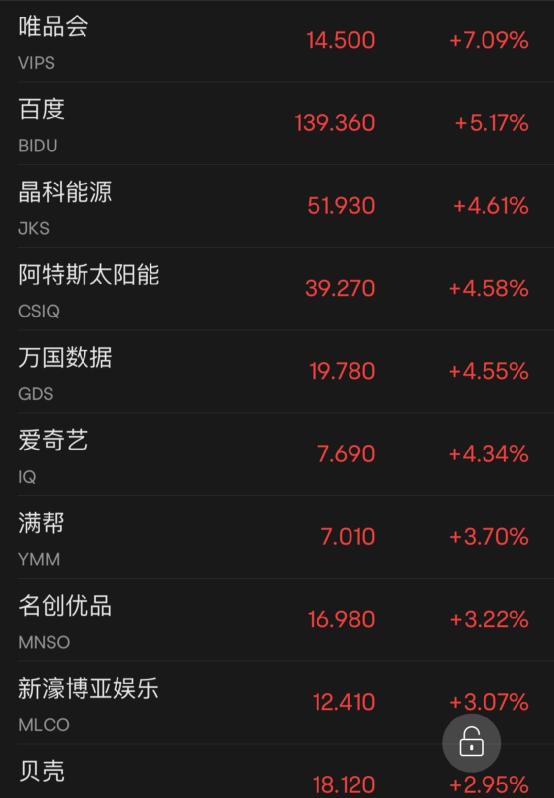 唯品会 14.500 +7.09%
VIPS
百度 139.360 +5.17%
BIDU
晶科能源 51.930 +4.61%
JKS
阿特斯太阳能 39.270 +4.58%
CSIQ
万国数据 19.780 +4.55%
GDS
爱奇艺 7.690 +4.34%
IQ
满帮 7.010 +3.70%
YMM
名创优品 16.980 +3.22%
MNSO
新濠博亚娱乐 12.410 +3.07%
MLCO
贝壳 18.120 +2.95%